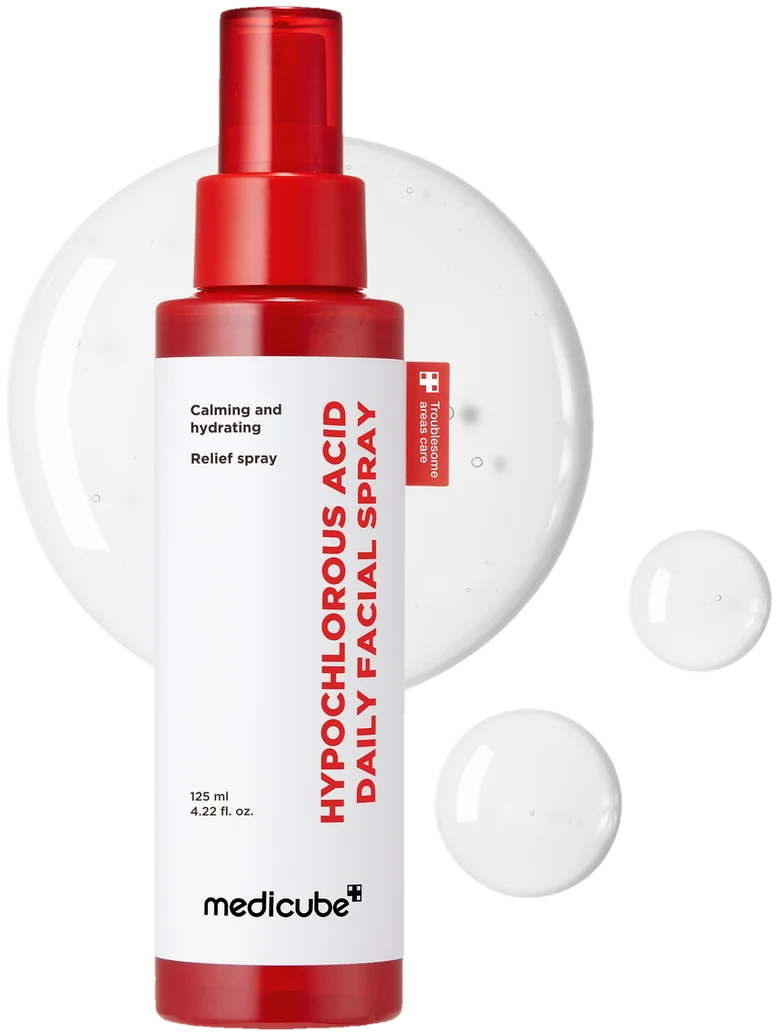 Calming and
hydrating
Relief spray
HYPOCHLOROUS ACID
DAILY FACIAL SPRAY
Troublesome
areas care
125 ml
4.22 fl. oz.
medicube